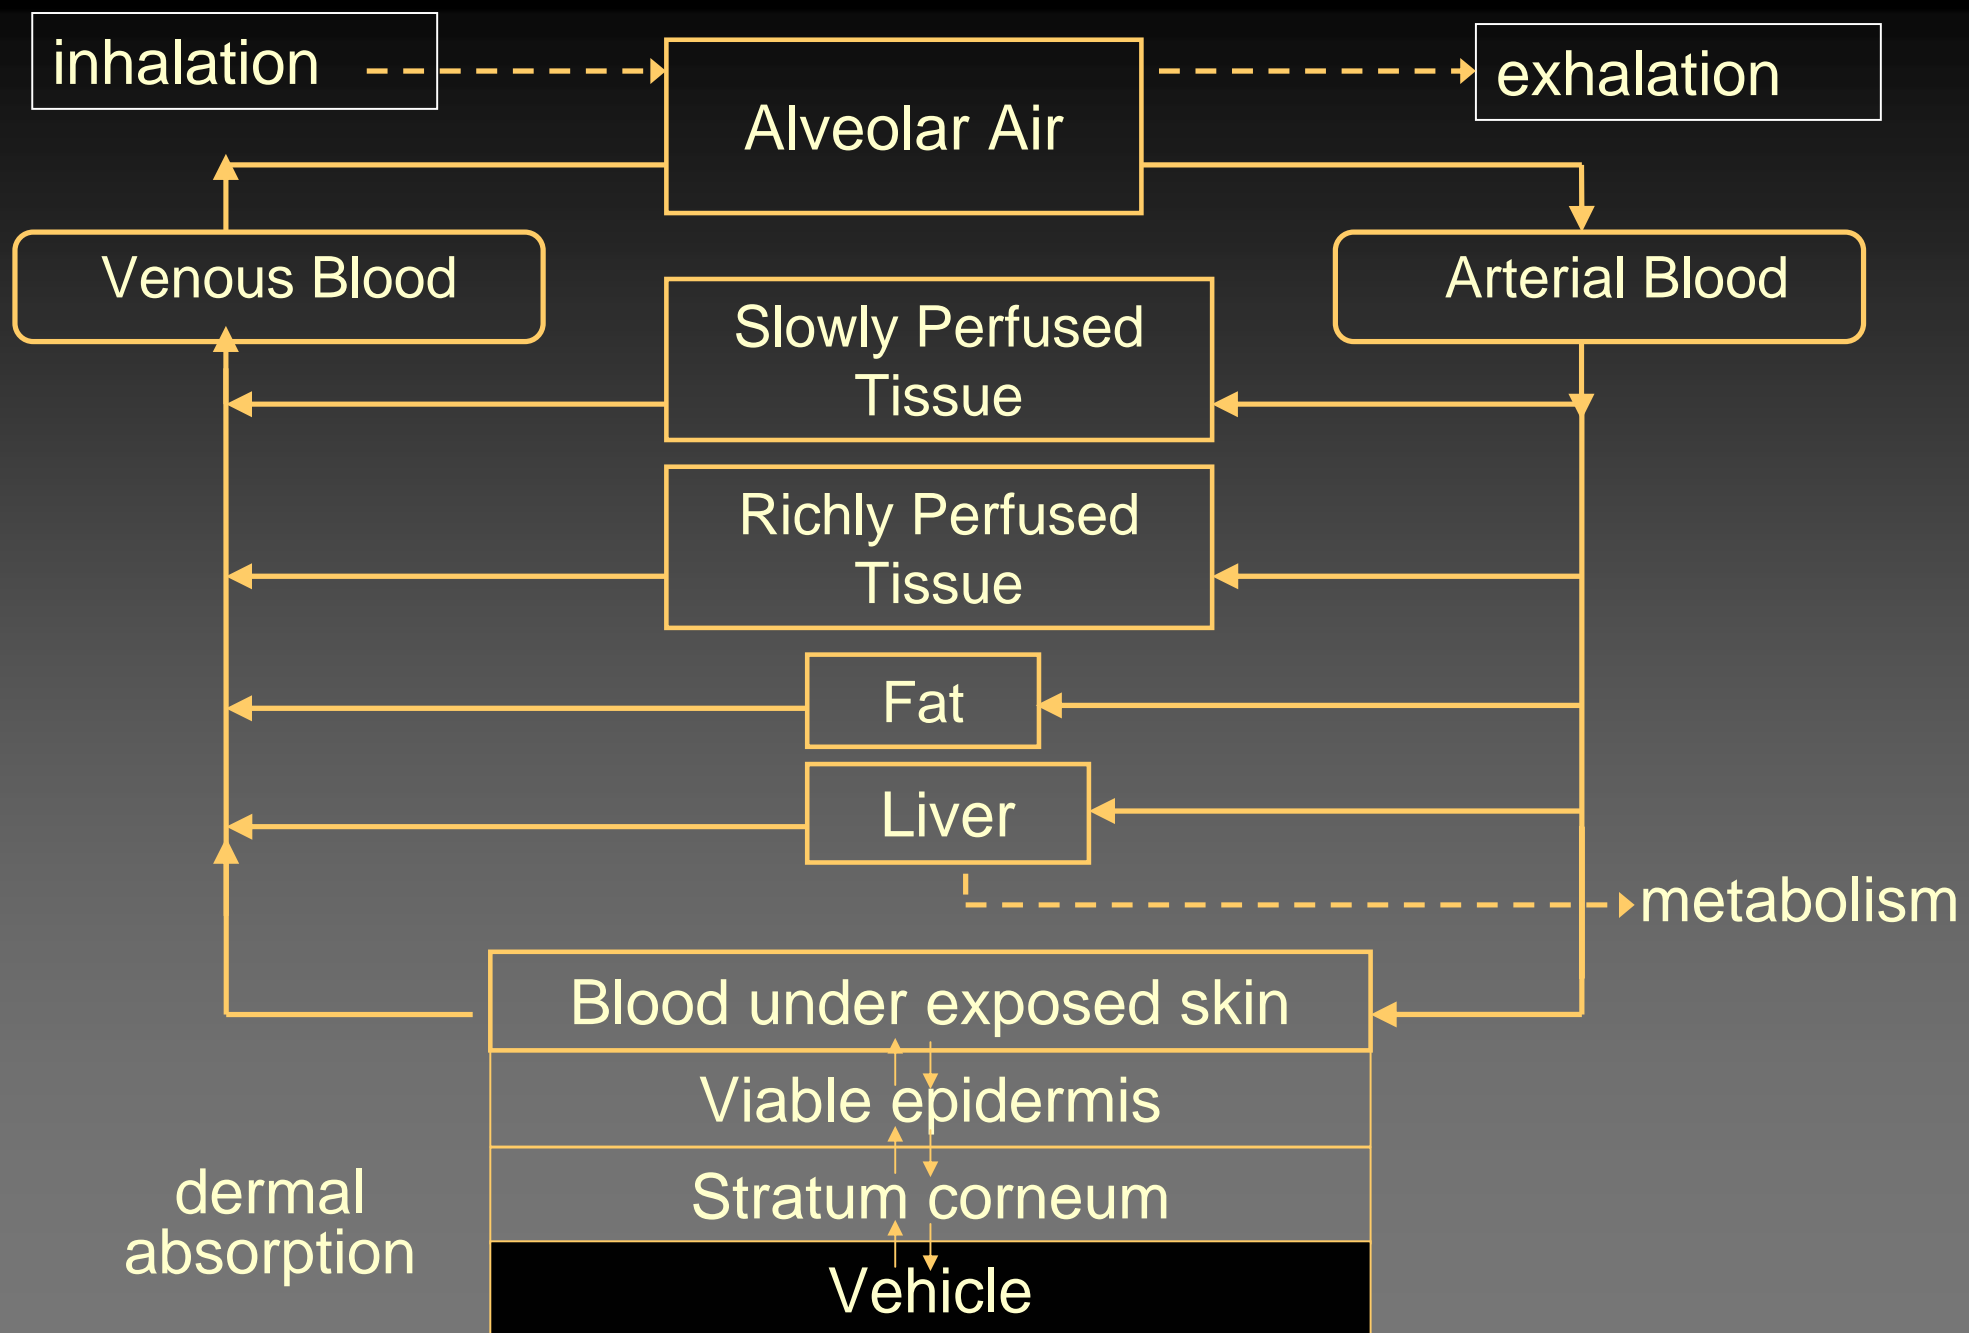 inhalation
exhalation
Alveolar Air
Venous Blood
Arterial Blood
Slowly Perfused
Tissue
Richly Perfused
Tissue
Fat
Liver
metabolism
Blood under exposed skin
Viable epidermis
Stratum corneum
dermal
absorption
Vehicle